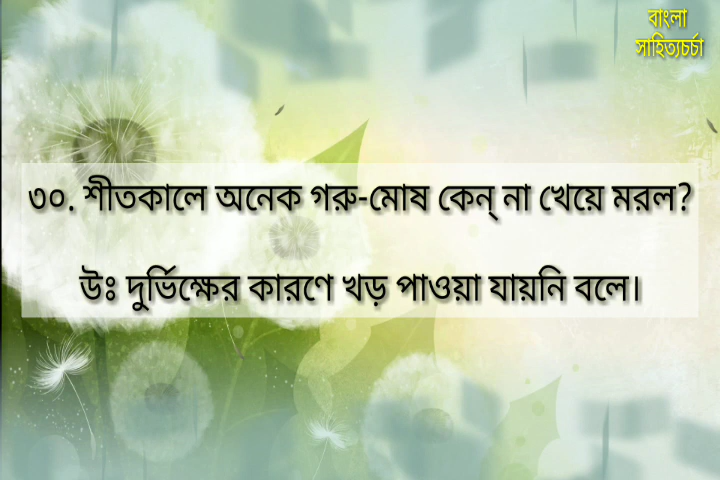 বাংলা
সাহিত্যচর্চা
৩০. শীতকালে অনেক গরু-মোষ কেন্ না খেয়ে মরল?
উঃ দুর্ভিক্ষের কারণে খড় পাওয়া যায়নি বলে।